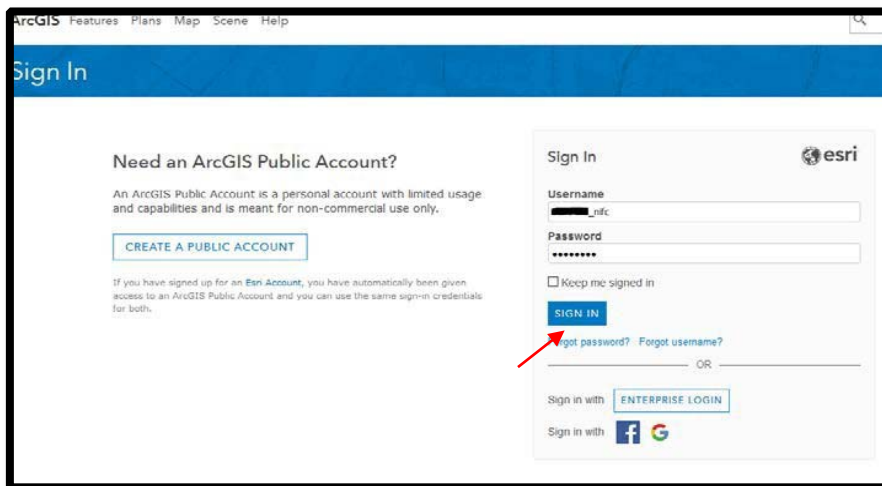 ArcGIS Features Plans Map Scene Help
Sign In
Need an ArcGIS Public Account?
An ArcGIS Public Account is a personal account with limited usage
and capabilities and is meant for non-commercial use only.
CREATE A PUBLIC ACCOUNT
If you have signed up for an Esri Account, you have automatically been given
access to an ArcGIS Public Account and you can use the same sign-in credentials
for both.
Sign In
esri
Username
_nifc
Password
Keep me signed in
SIGN IN
Forgot password? Forgot username?
OR
Sign in with ENTERPRISE LOGIN
Sign in with f G